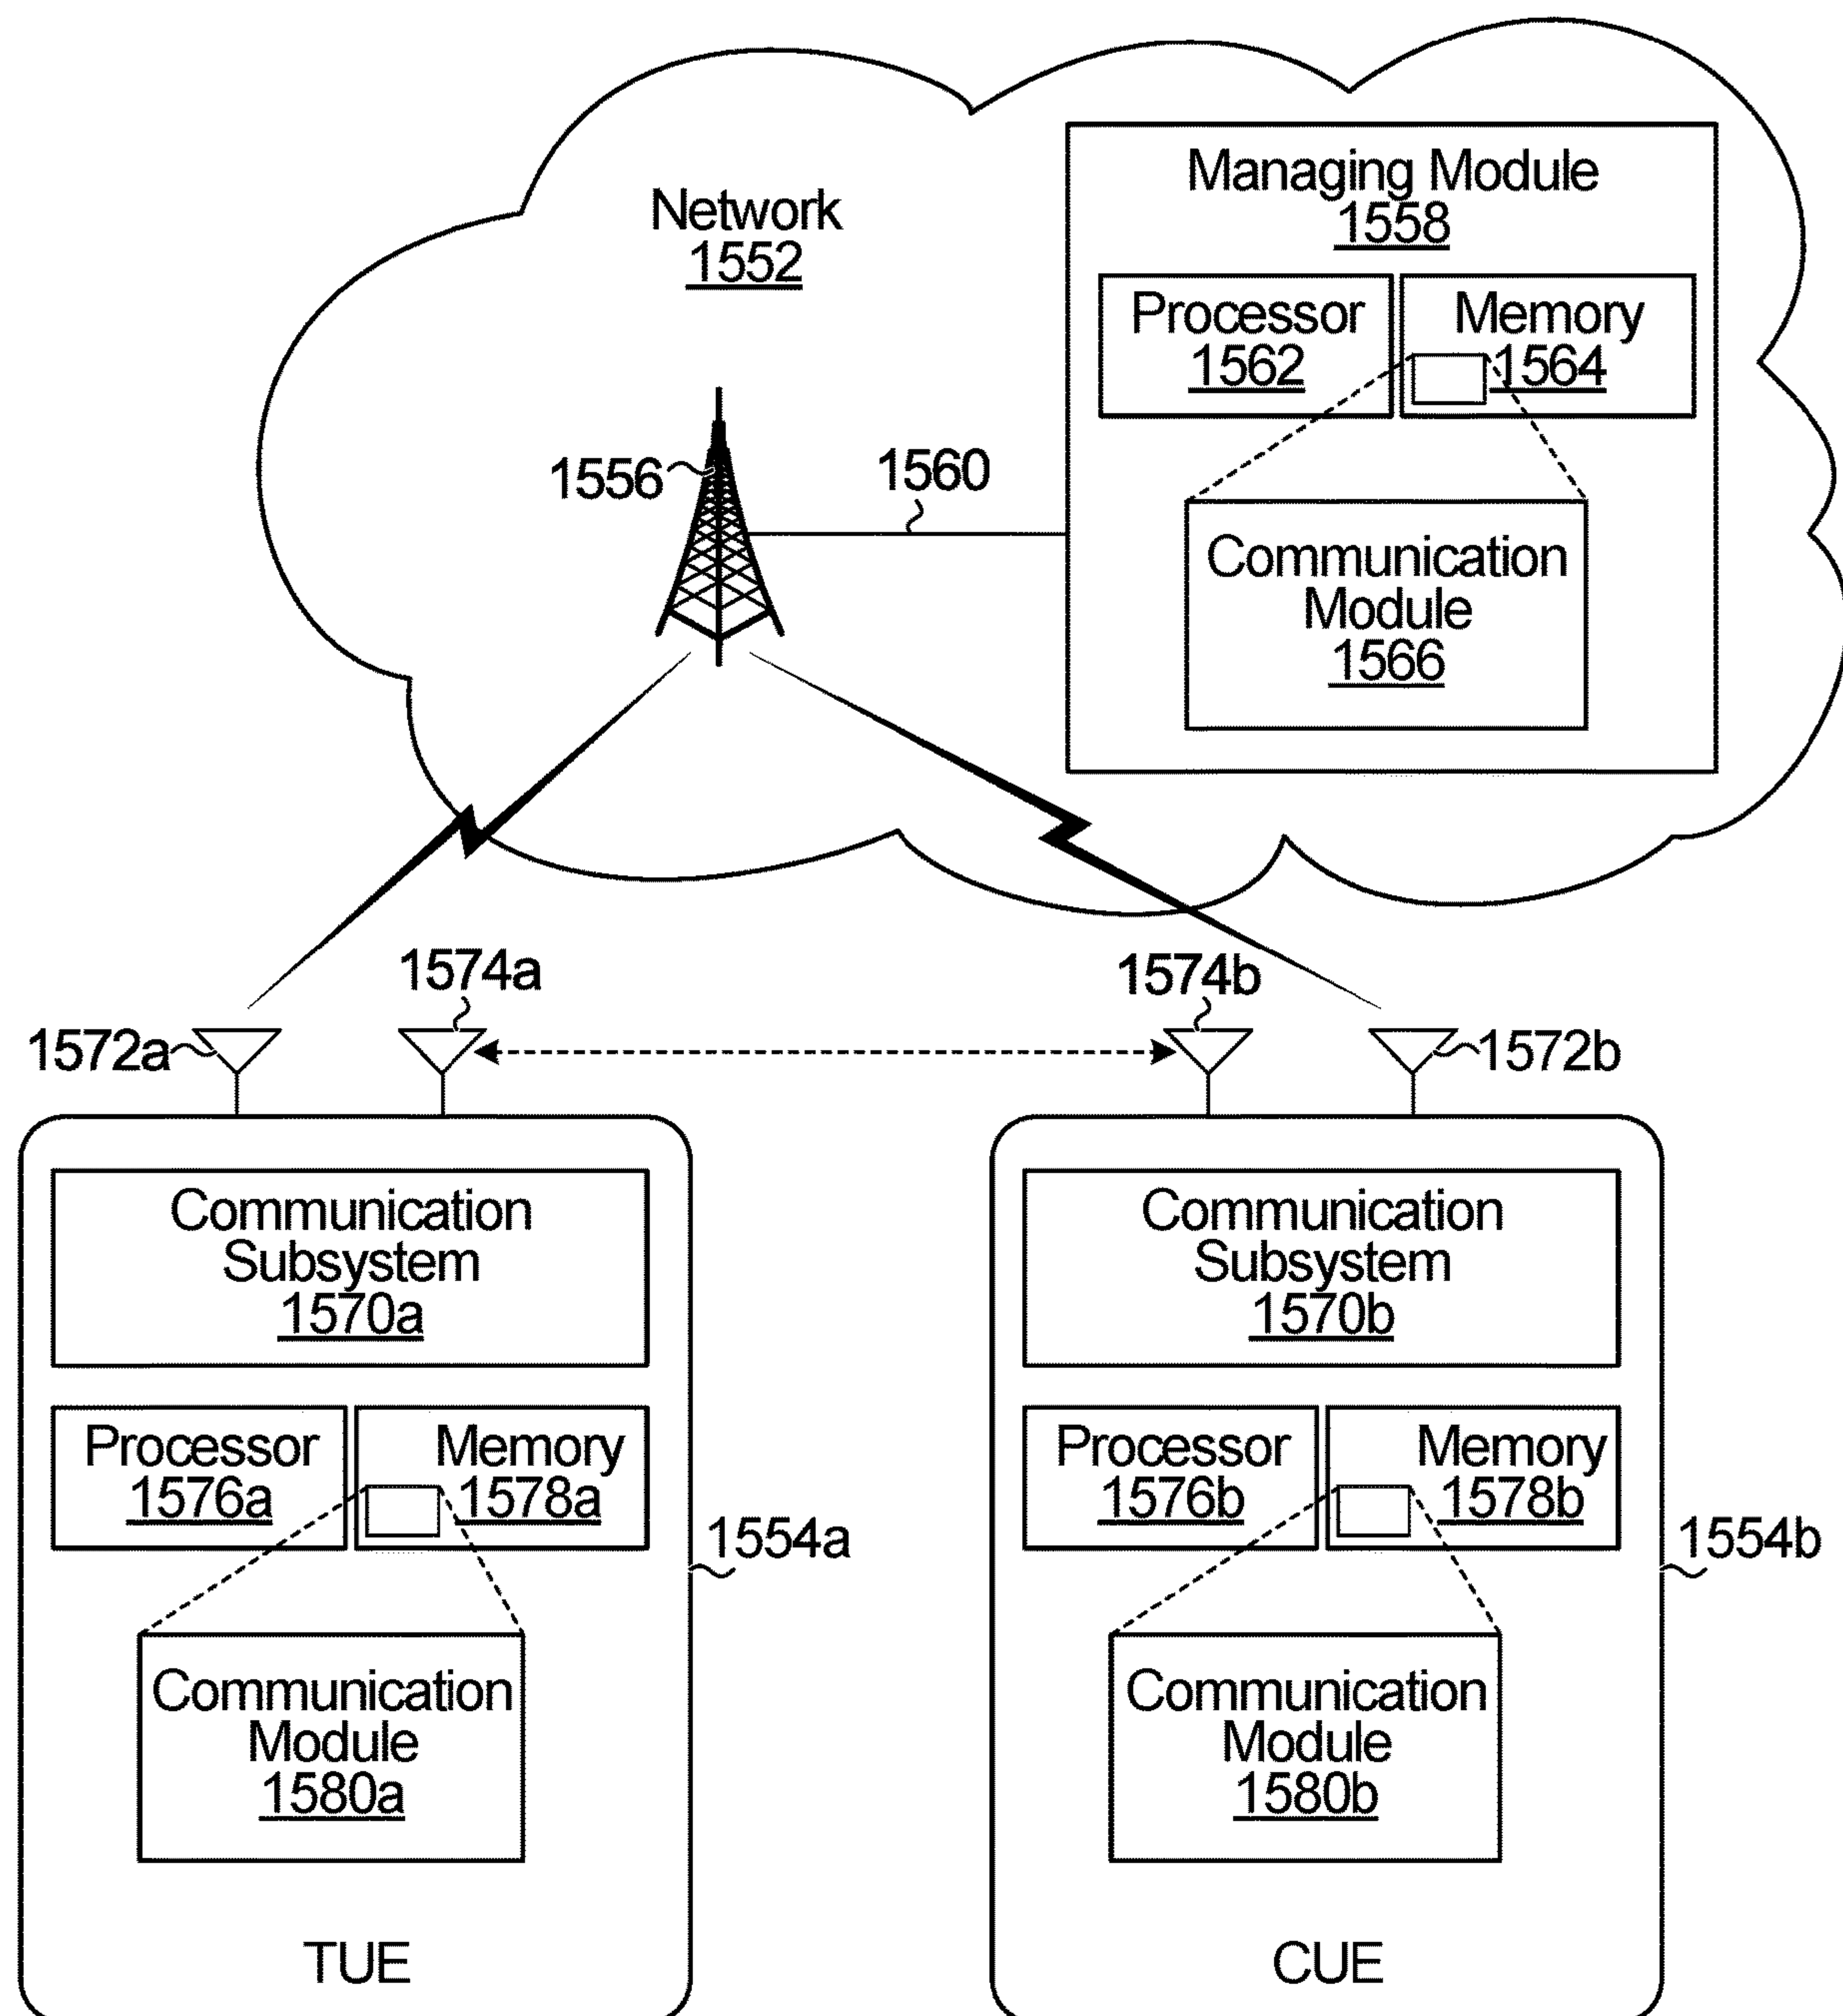 Network
1552
Managing Module
1558
Processor
1562
Memory
1564
1556
1560
Communication
Module
1566
1574a
1574b
1572a
1572b
Communication
Subsystem
1570a
Processor
1576a
Memory
1578a
1554a
Communication
Module
1580a
TUE
Communication
Subsystem
1570b
Processor
1576b
Memory
1578b
1554b
Communication
Module
1580b
CUE